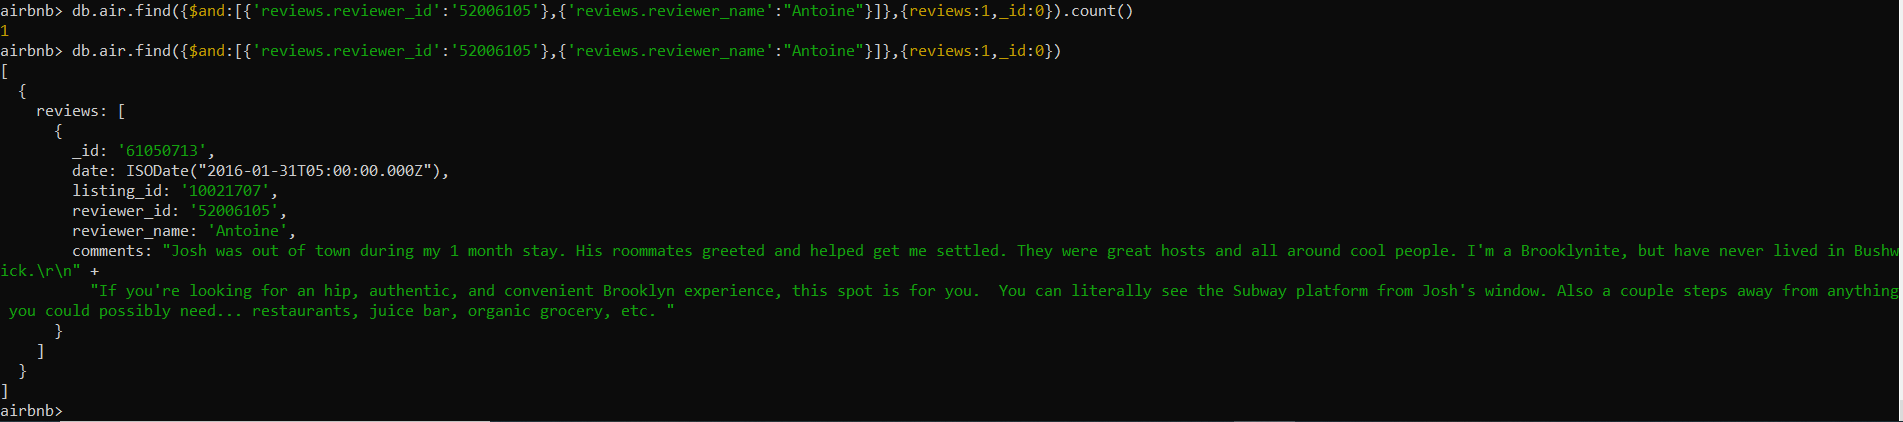 airbnb> db.air.find({$and:[{'reviews.reviewer_id':'52006105'},{'reviews.reviewer_name':"Antoine"}]},{reviews:1,_id:0}).count()
1
airbnb> db.air.find({$and:[{'reviews.reviewer_id':'52006105'},{'reviews.reviewer_name':"Antoine"}]},{reviews:1,_id:0})
[
  {
    reviews: [
      {
        _id: '61050713',
        date: ISODate("2016-01-31T05:00:00.000Z"),
        listing_id: '10021707',
        reviewer_id: '52006105',
        reviewer_name: 'Antoine',
        comments: "Josh was out of town during my 1 month stay. His roommates greeted and helped get me settled. They were great hosts and all around cool people. I'm a Brooklynite, but have never lived in Bushw
ick.\r\n" +
          "If you're looking for an hip, authentic, and convenient Brooklyn experience, this spot is for you.  You can literally see the Subway platform from Josh's window. Also a couple steps away from anything
 you could possibly need... restaurants, juice bar, organic grocery, etc. "
      }
    ]
  }
]
airbnb>